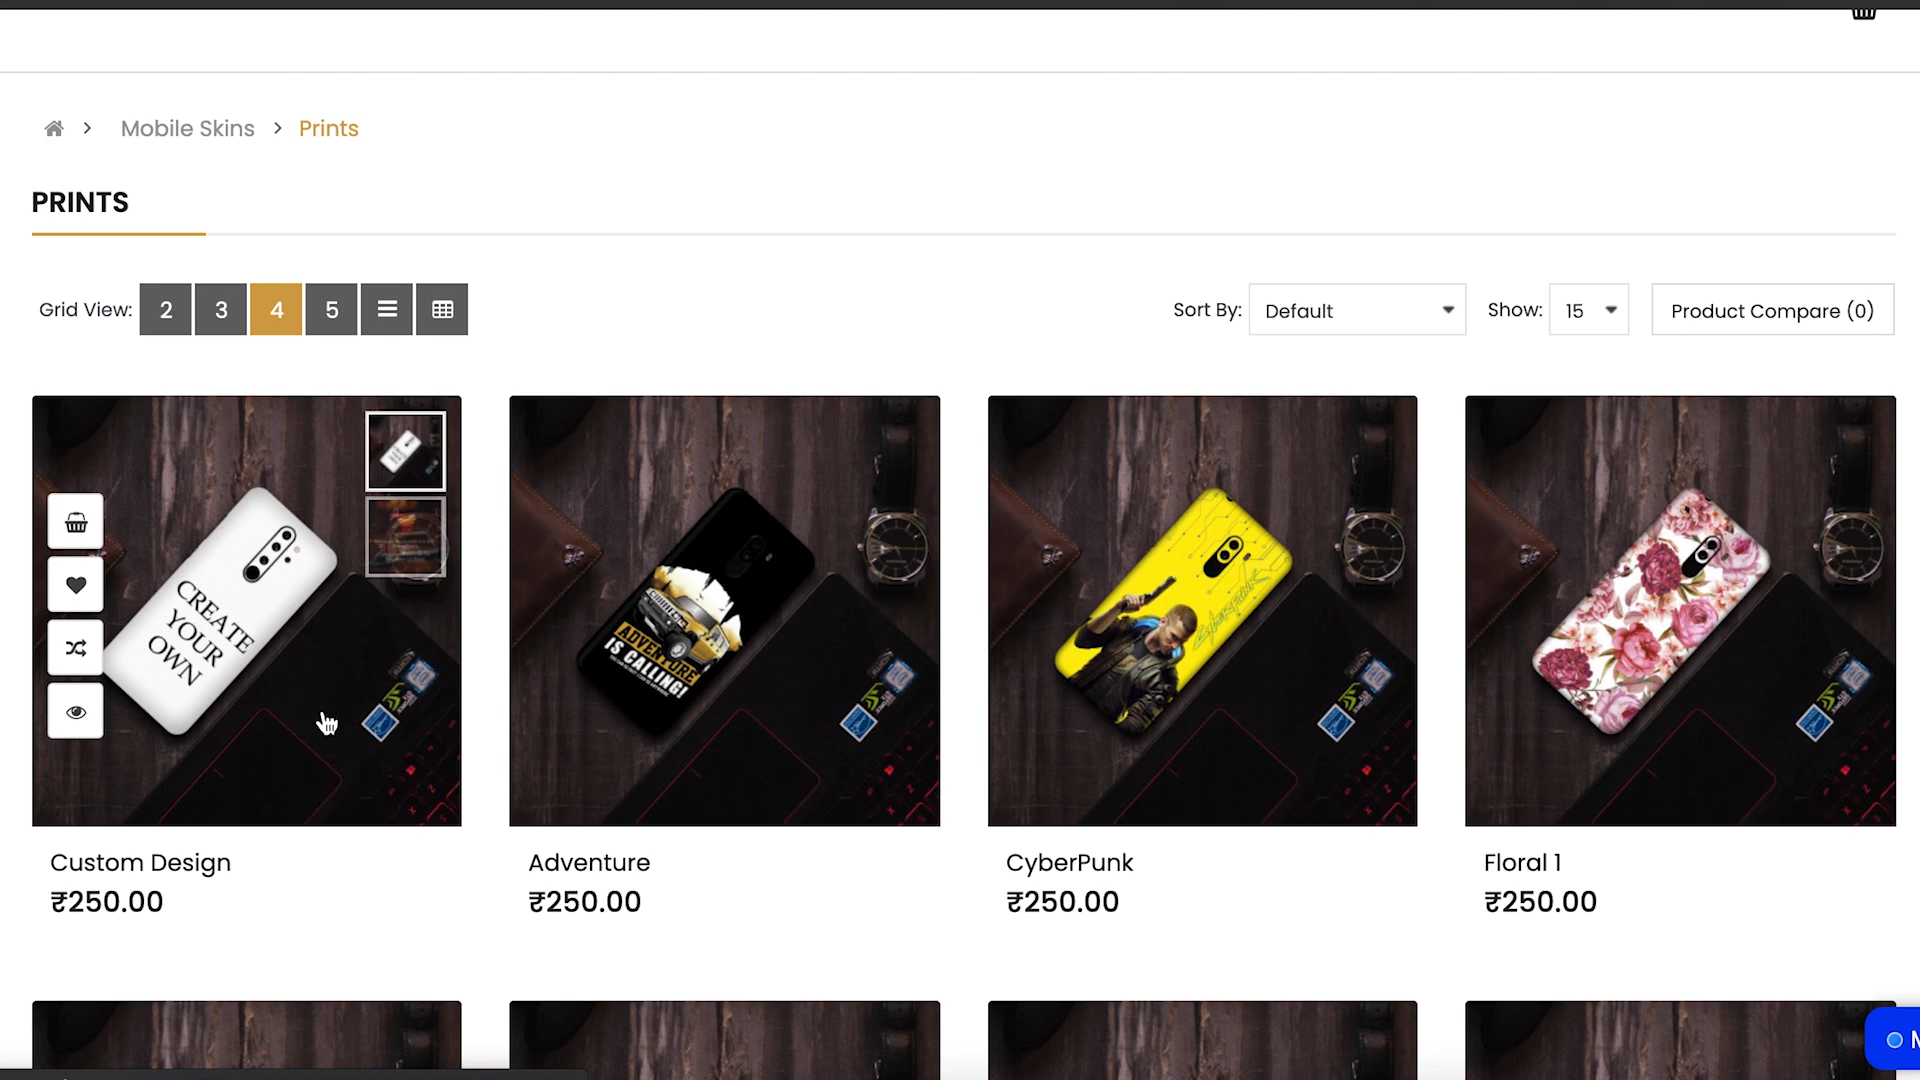 Mobile Skins
Prints
PRINTS
Grid View:
2
3
4
5
Sort By:
Default
Show:
15
Product Compare (0)
CREATE
YOUR
OWN
ADVENTURE
IS CALLING!
Cyberpunk
Custom Design
₹250.00
Adventure
₹250.00
CyberPunk
₹250.00
Floral 1
₹250.00